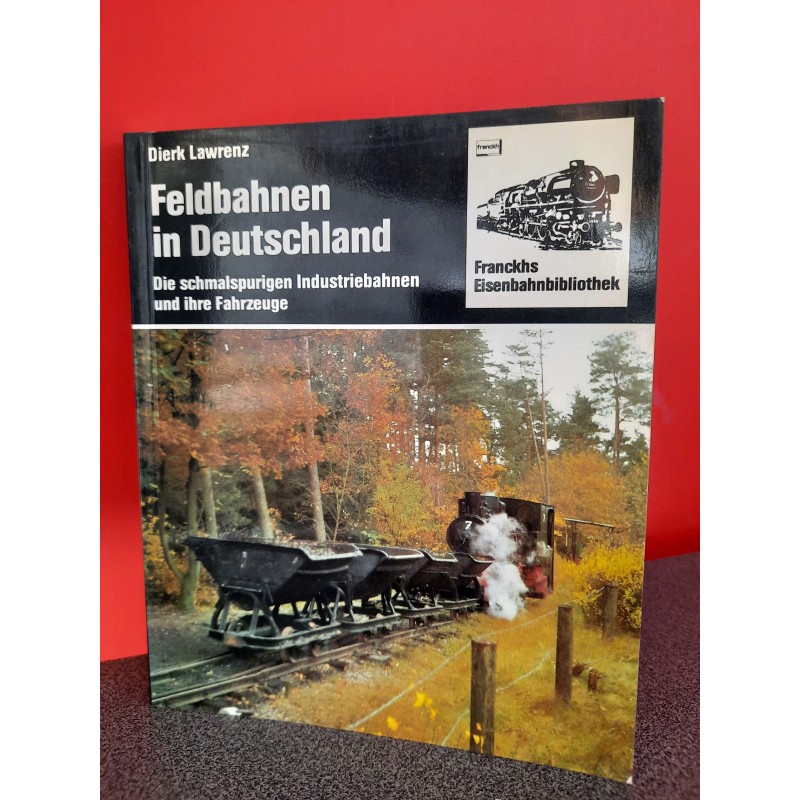 Dierk Lawrenz
Feldbahnen
in Deutschland
Die schmalspurigen Industriebahnen
und ihre Fahrzeuge
franckh
Franckhs
Eisenbahnbibliothek
7